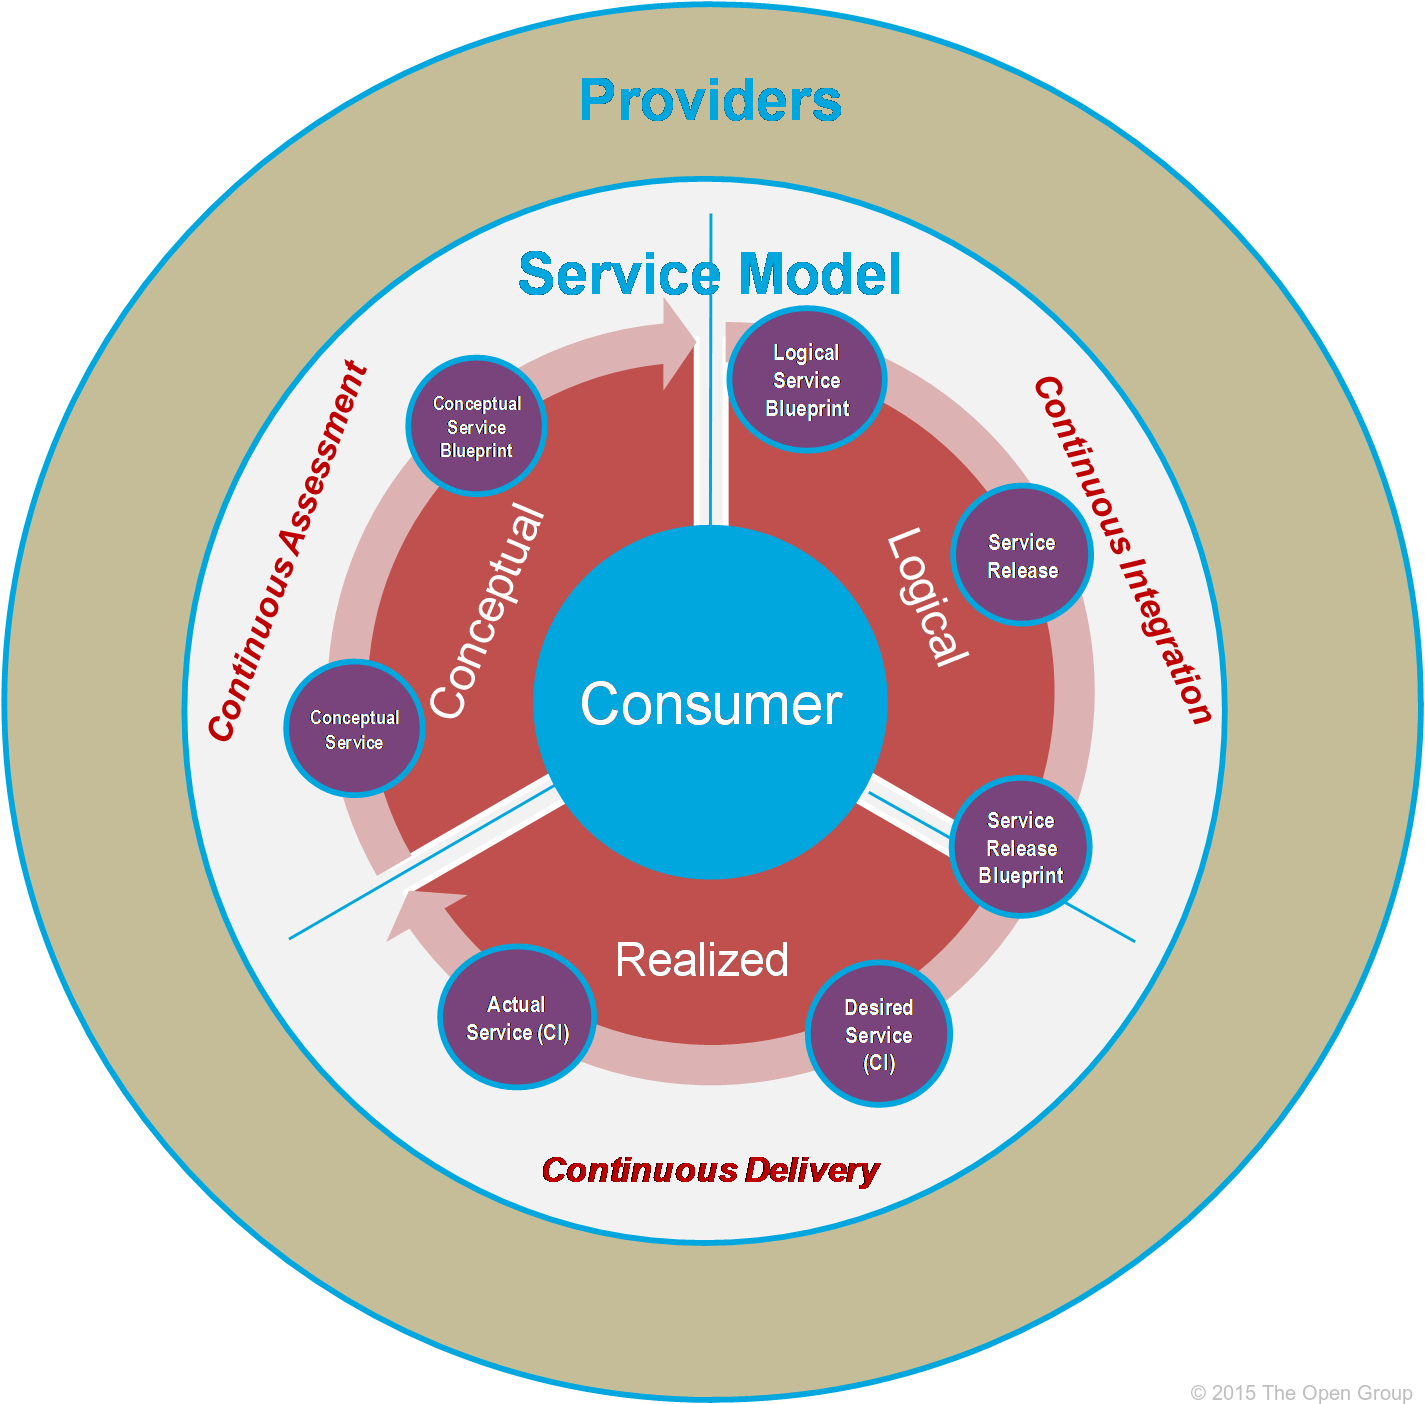 Providers
Service Model
Continuous Assessment
Conceptual
Service
Blueprint
Conceptual
Service
Conceptual
Logical
Service
Blueprint
Service
Release
Service
Release
Blueprint
Logical
Continuous Integration
Consumer
Realized
Actual
Service (CI)
Desired
Service
(CI)
Continuous Delivery
© 2015 The Open Group